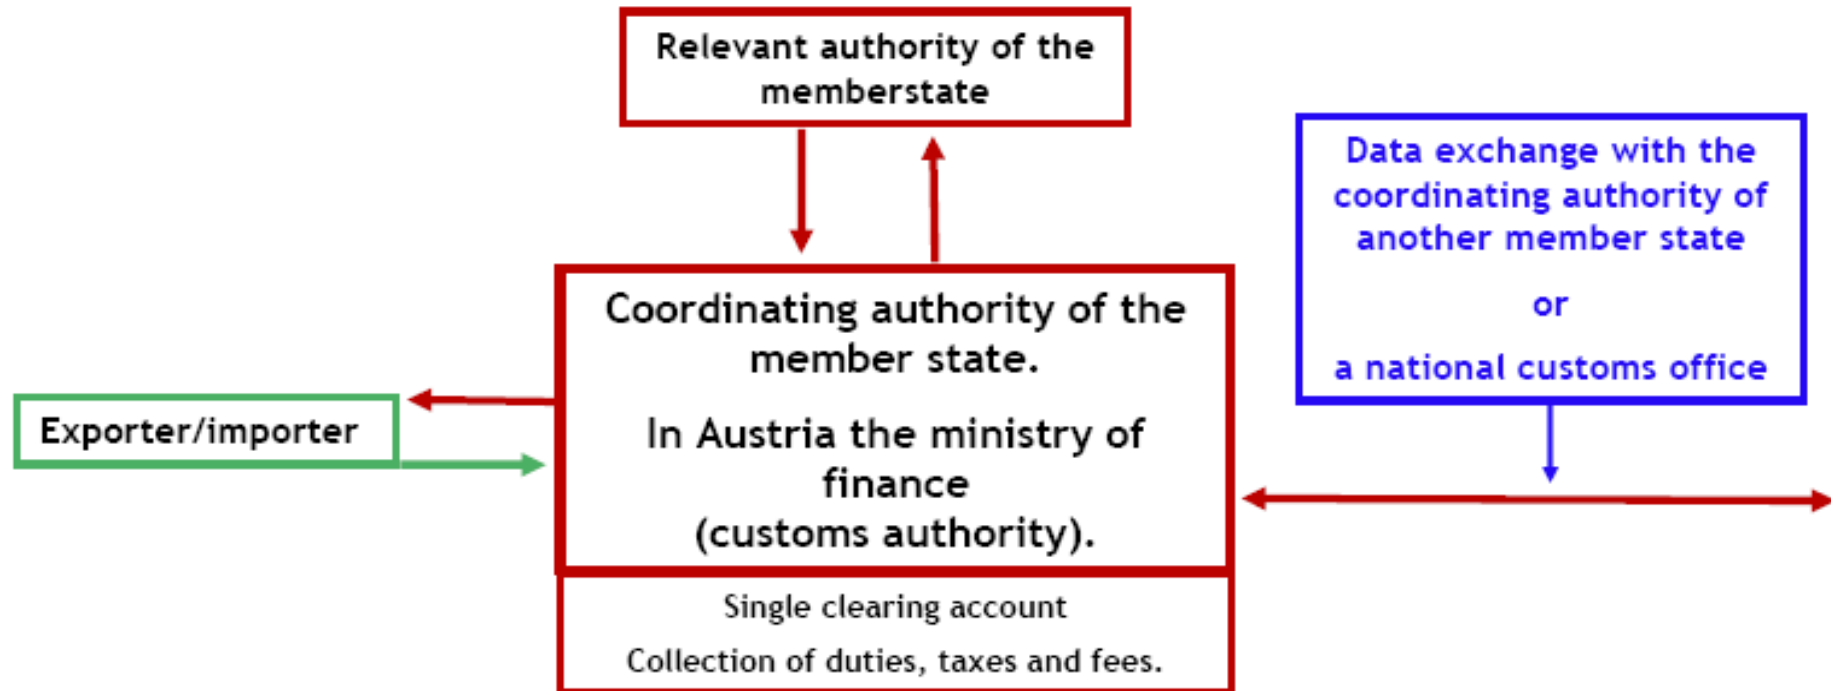 Relevant authority of the
memberstate
Data exchange with the
coordinating authority of
another member state
or
a national customs office
Coordinating authority of the
member state.
In Austria the ministry of
finance
(customs authority).
Exporter/importer
Single clearing account
Collection of duties, taxes and fees.